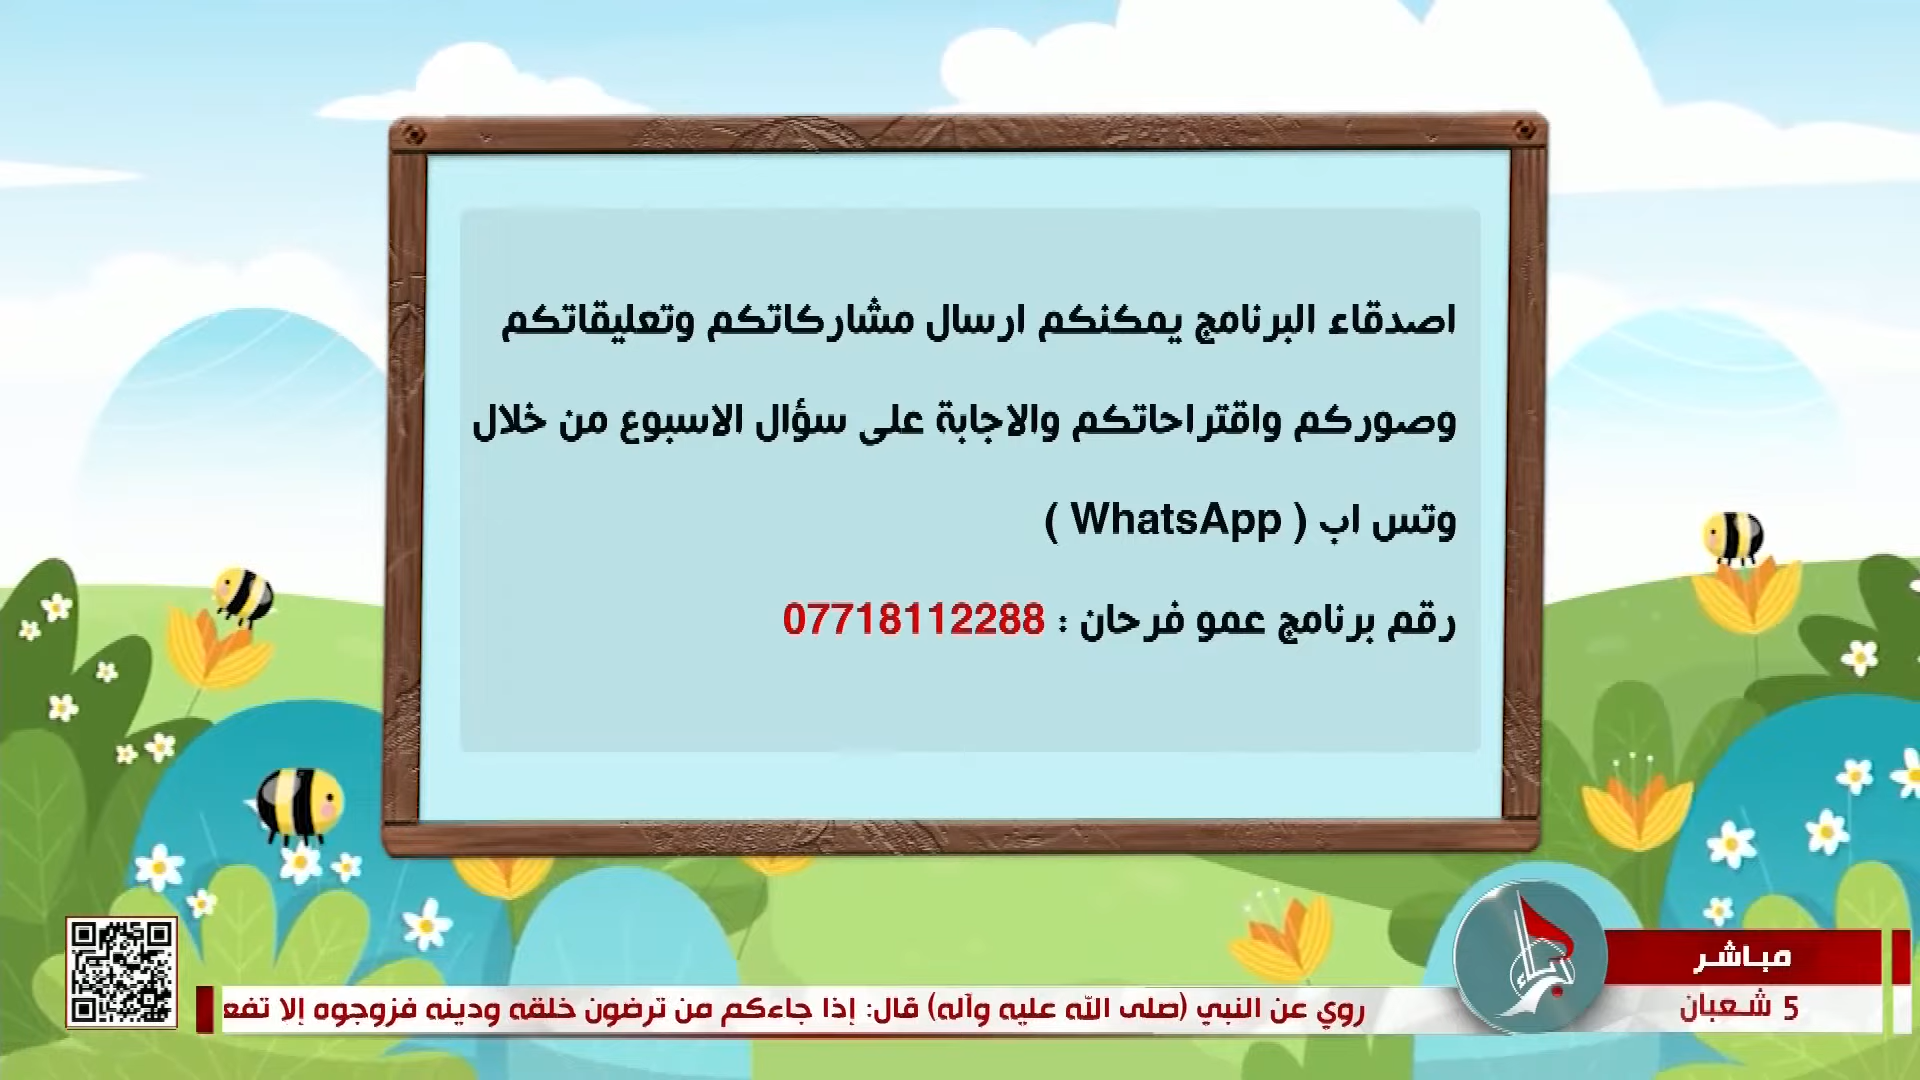 اصدقاء البرنامج يمكنكم ارسال مشاركاتكم وتعليقاتكم
وصوركم واقتراحاتكم والاجابة على سؤال الاسبوع من خلال
وتس اب ( WhatsApp )
رقم برنامج عمو فرحان : 07718112288
مباشر
5 شعبان
روي عن النبي (صلى الله عليه وآله) قال: إذا جاءكم من ترضون خلقه ودينه فزوجوه إلا تفع